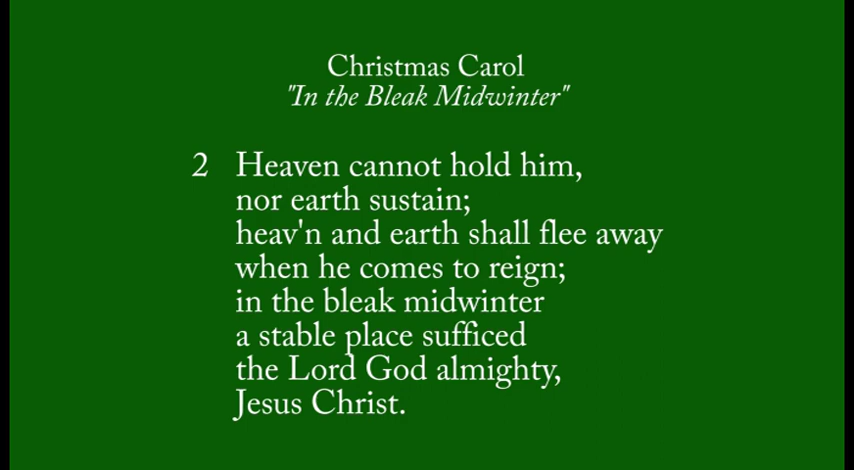 Christmas Carol
"In the Bleak Midwinter"
2 Heaven cannot hold him,
nor earth sustain;
heav'n and earth shall flee away
when he comes to reign;
in the bleak midwinter
a stable place sufficed
the Lord God almighty,
Jesus Christ.